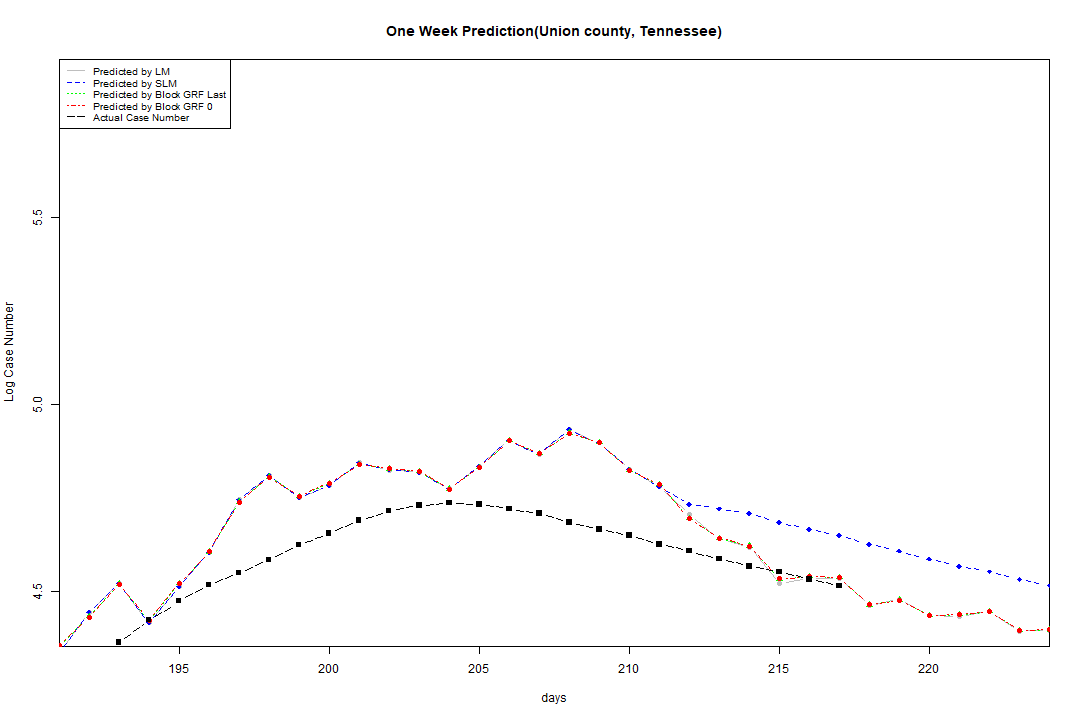 One Week Prediction(Union county, Tennessee)
Predicted by LM
Predicted by SLM
Predicted by Block GRF Last
Predicted by Block GRF 0
Actual Case Number
5.5
5.0
4.5
Log Case Number
195 200 205 210 215 220
days